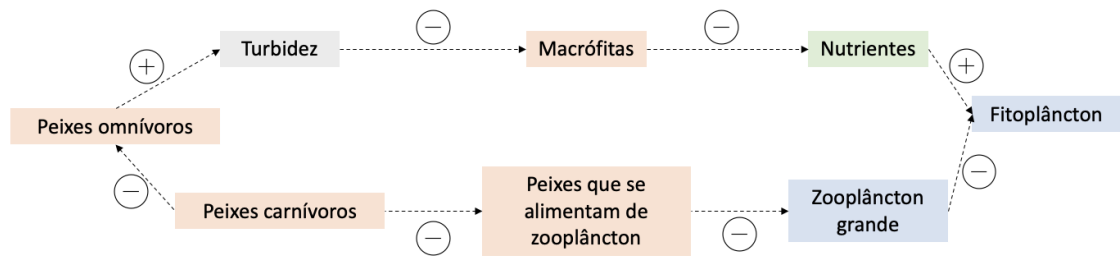 Turbidez
Macrófitas
Nutrientes
Peixes omnívoros
Fitoplâncton
Peixes carnívoros
Peixes que se
alimentam de
zooplâncton
Zooplâncton
grande
+
−
−
+
−
−
−
−